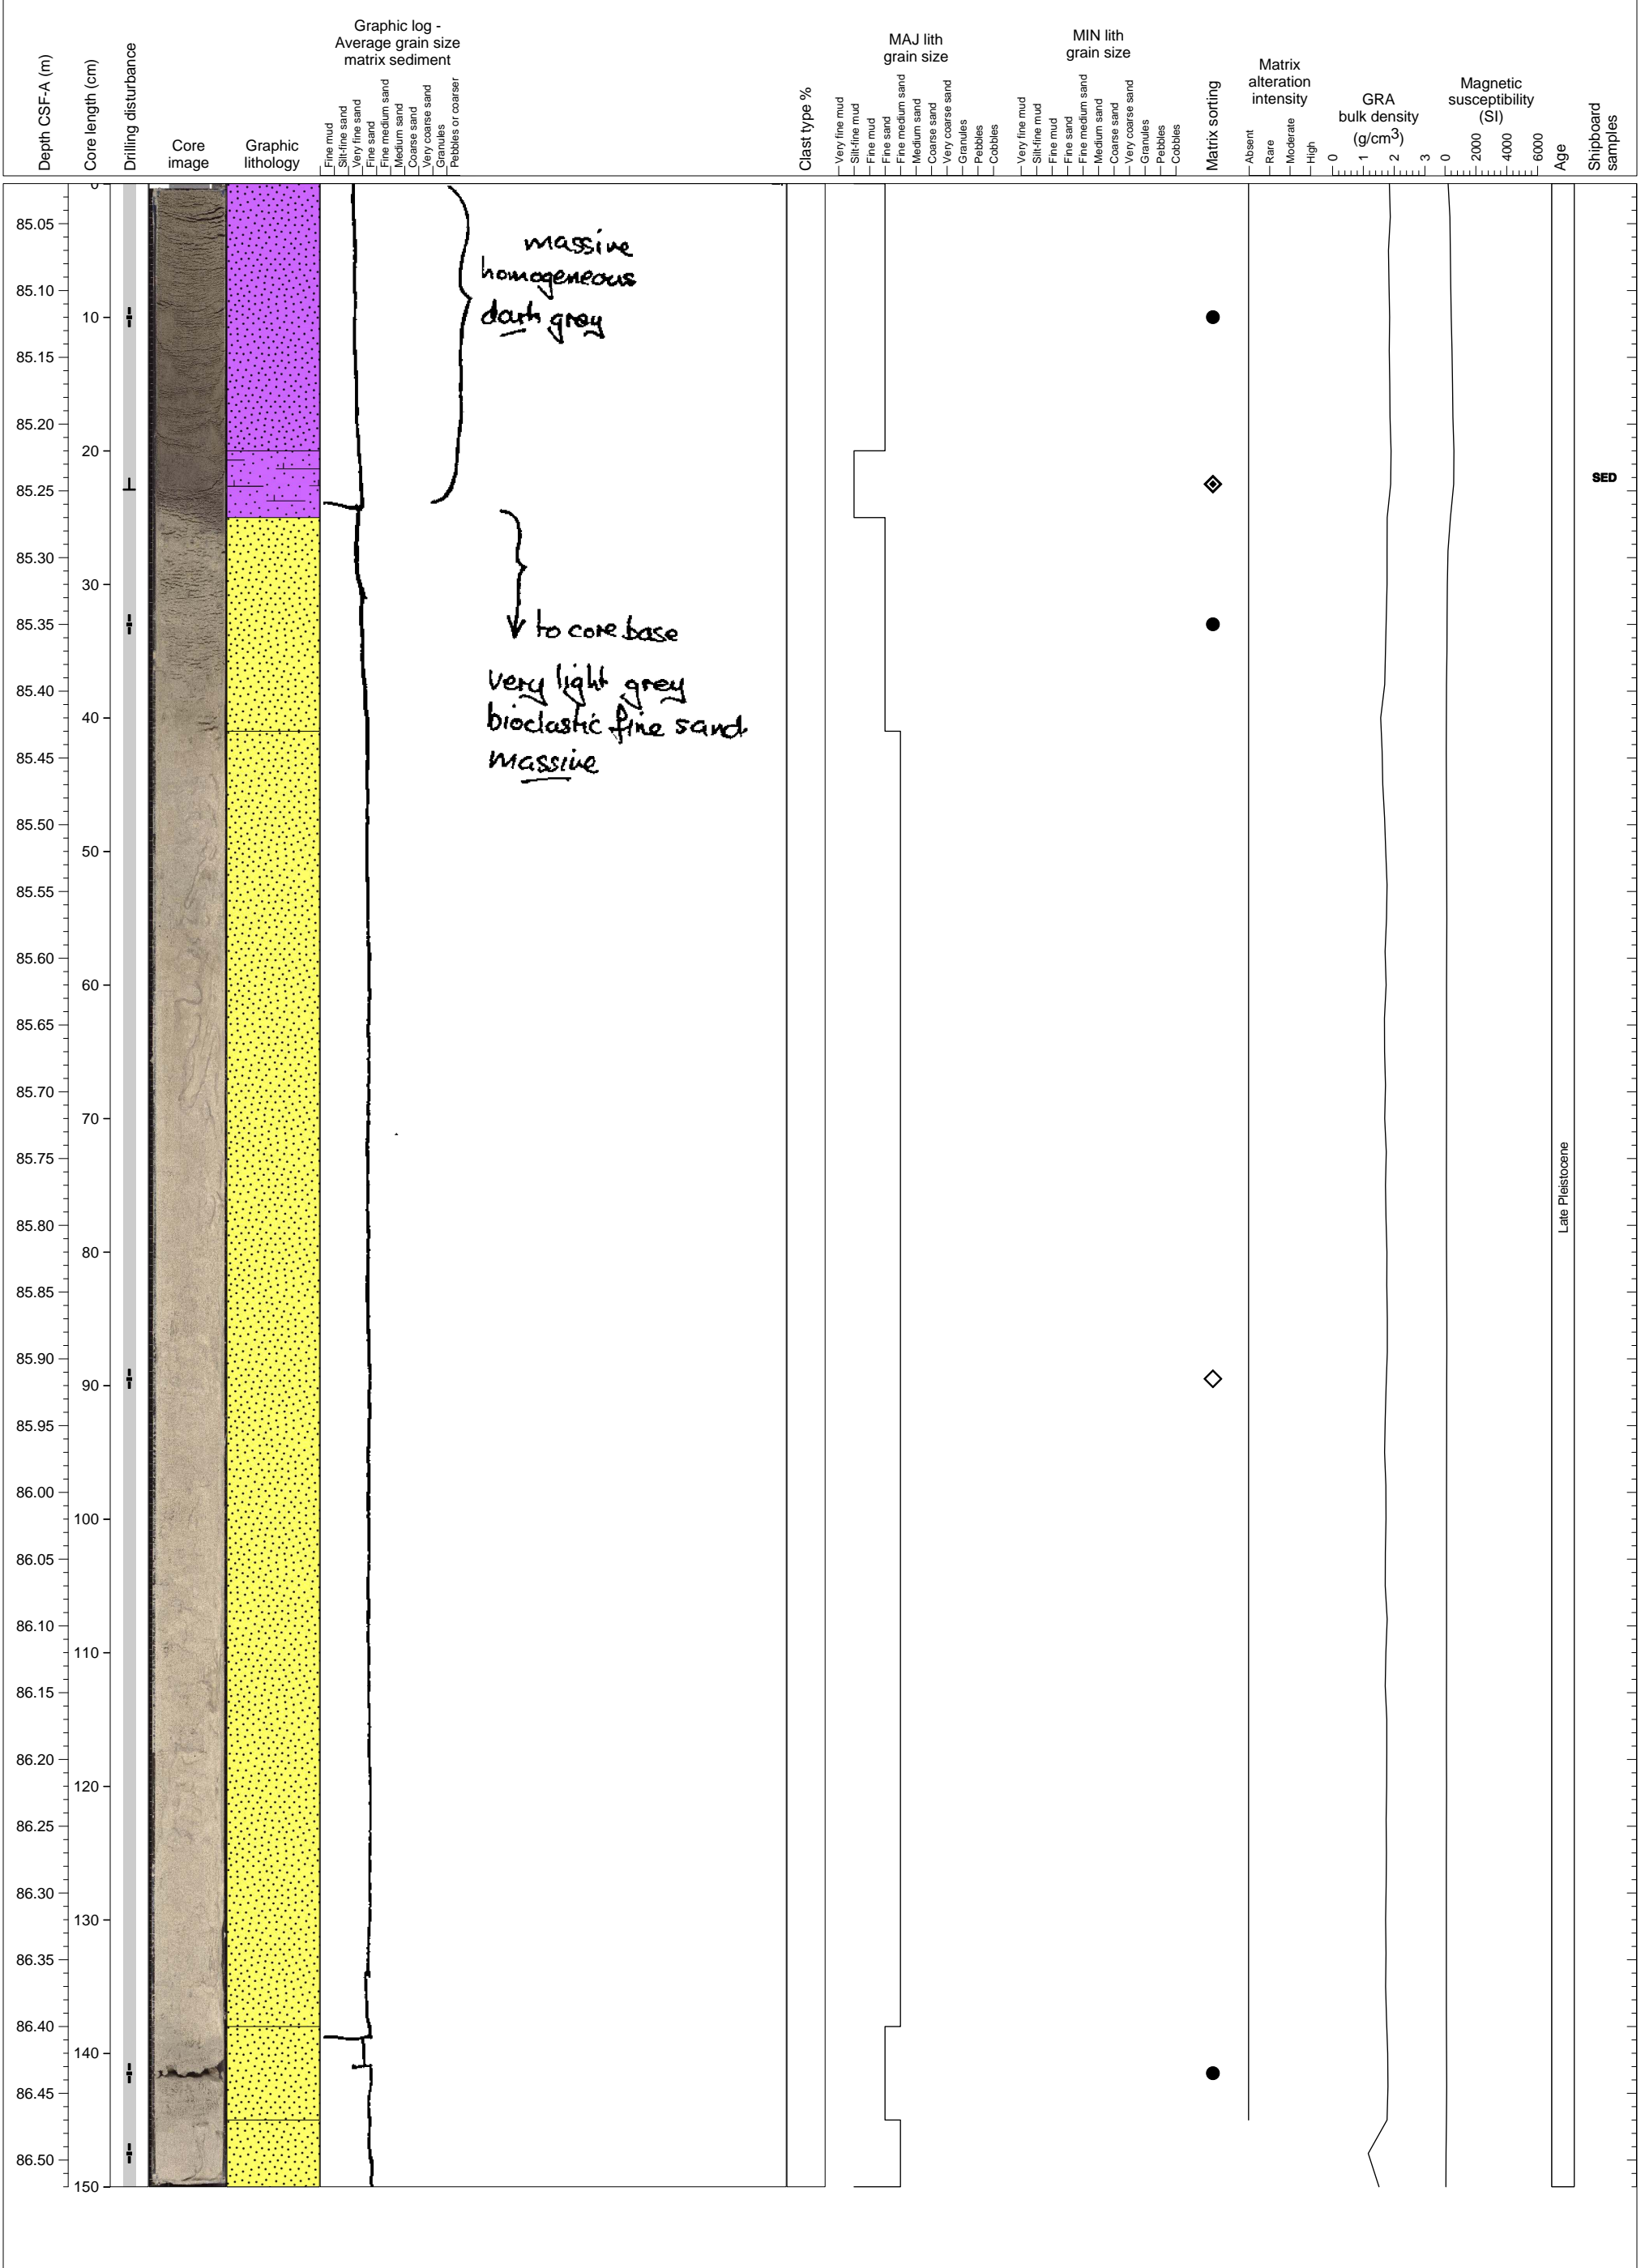 Depth CSF-A (m)
Core length (cm)
Drilling disturbance
Core
image
Graphic
lithology
Graphic log -
Average grain size
matrix sediment
Fine mud
Silt-fine sand
Very fine sand
Fine sand
Fine medium sand
Medium sand
Coarse sand
Very coarse sand
Granules
Pebbles or coarser
Clast type %
MAJ lith
grain size
Very fine mud
Silt-fine mud
Fine mud
Fine sand
Fine medium sand
Medium sand
Coarse sand
Very coarse sand
Granules
Pebbles
Cobbles
MIN lith
grain size
Very fine mud
Silt-fine mud
Fine mud
Fine sand
Fine medium sand
Medium sand
Coarse sand
Very coarse sand
Granules
Pebbles
Cobbles
Matrix sorting
Matrix
alteration
intensity
Absent
Rare
Moderate
High
GRA
bulk density
(g/cm3)
0 1 2 3
Magnetic
susceptibility
(SI)
0 2000 4000 6000
Age
Shipboard
samples
85.05
85.10
85.15
85.20
85.25
85.30
85.35
85.40
85.45
85.50
85.55
85.60
85.65
85.70
85.75
85.80
85.85
85.90
85.95
86.00
86.05
86.10
86.15
86.20
86.25
86.30
86.35
86.40
86.45
86.50
0
10
20
30
40
50
60
70
80
90
100
110
120
130
140
150
massive
homogeneous
dark grey
to core base
very light grey
bioclastic fine sand
massive
SED
Late Pleistocene